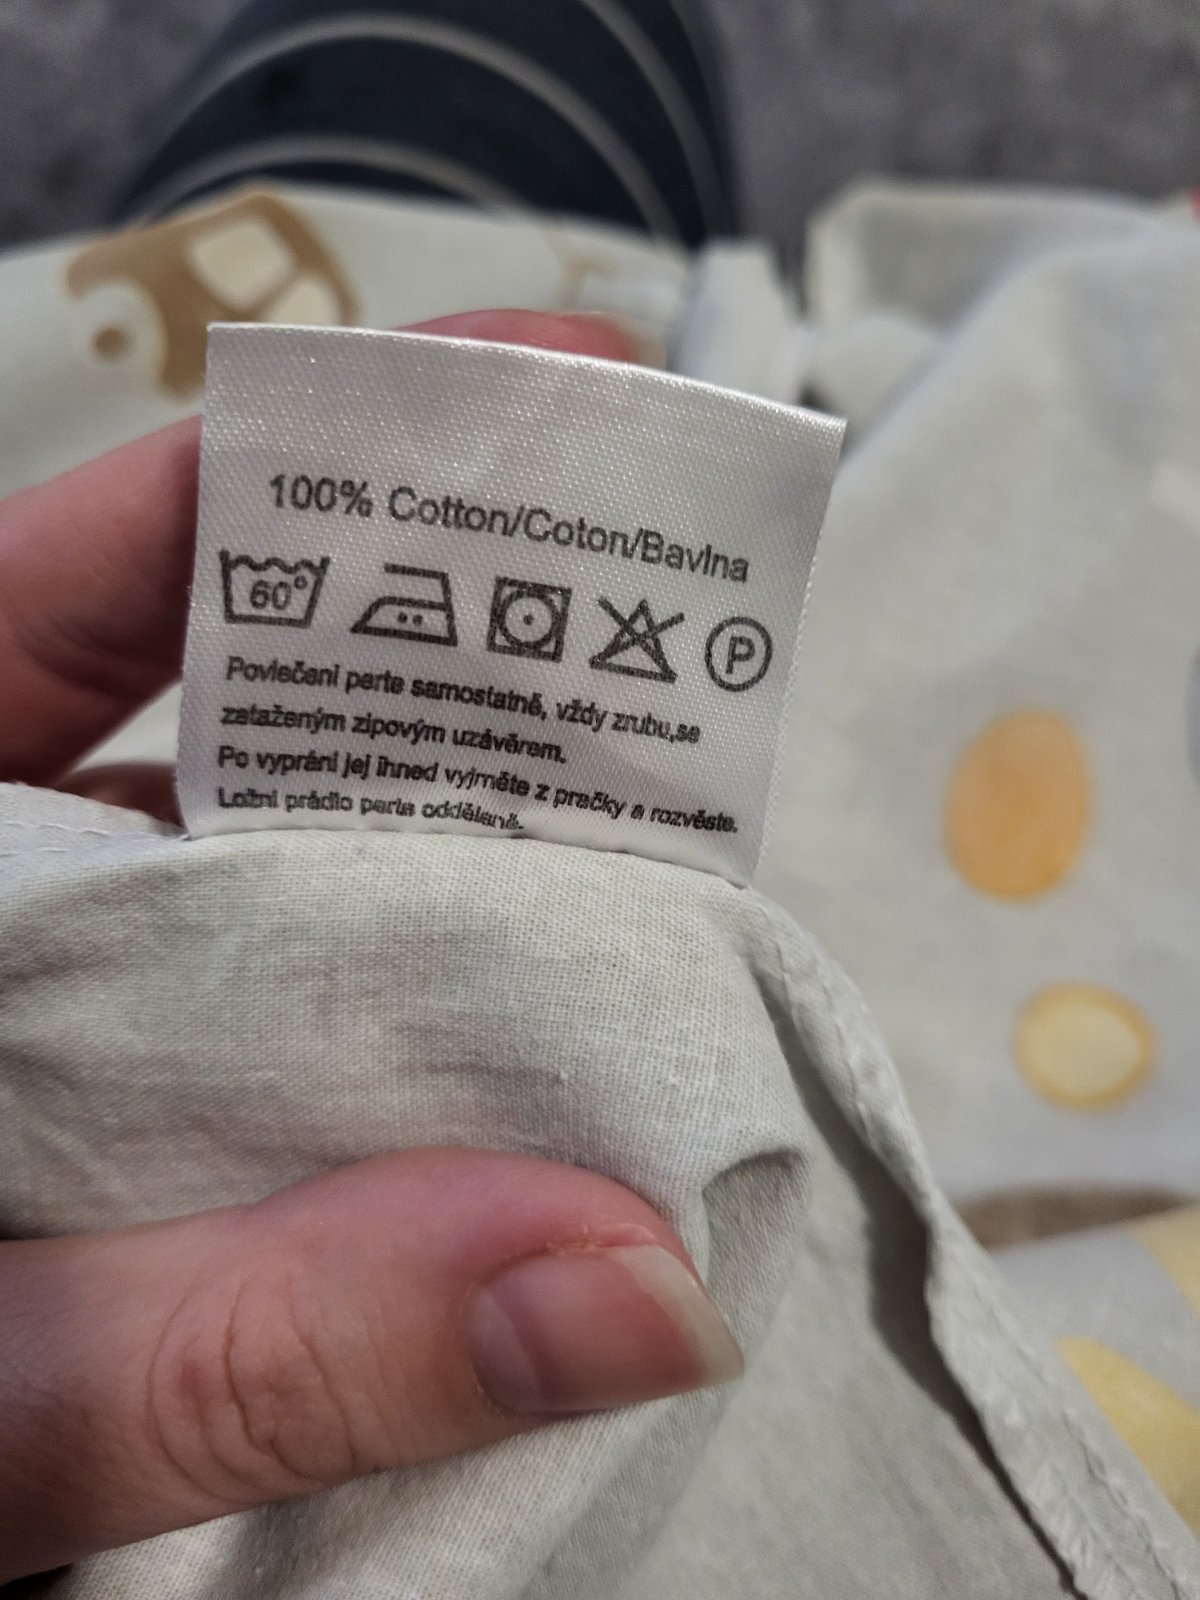 100% Cotton/Coton/Bavlna
60°
P
Povlečení perte samostatně, vždy zrubu,se
zataženým zipovým uzávěrem.
Po vyprání jej ihned vyjměte z pračky a rozvěste.
Ložní prádlo perte odděleně.